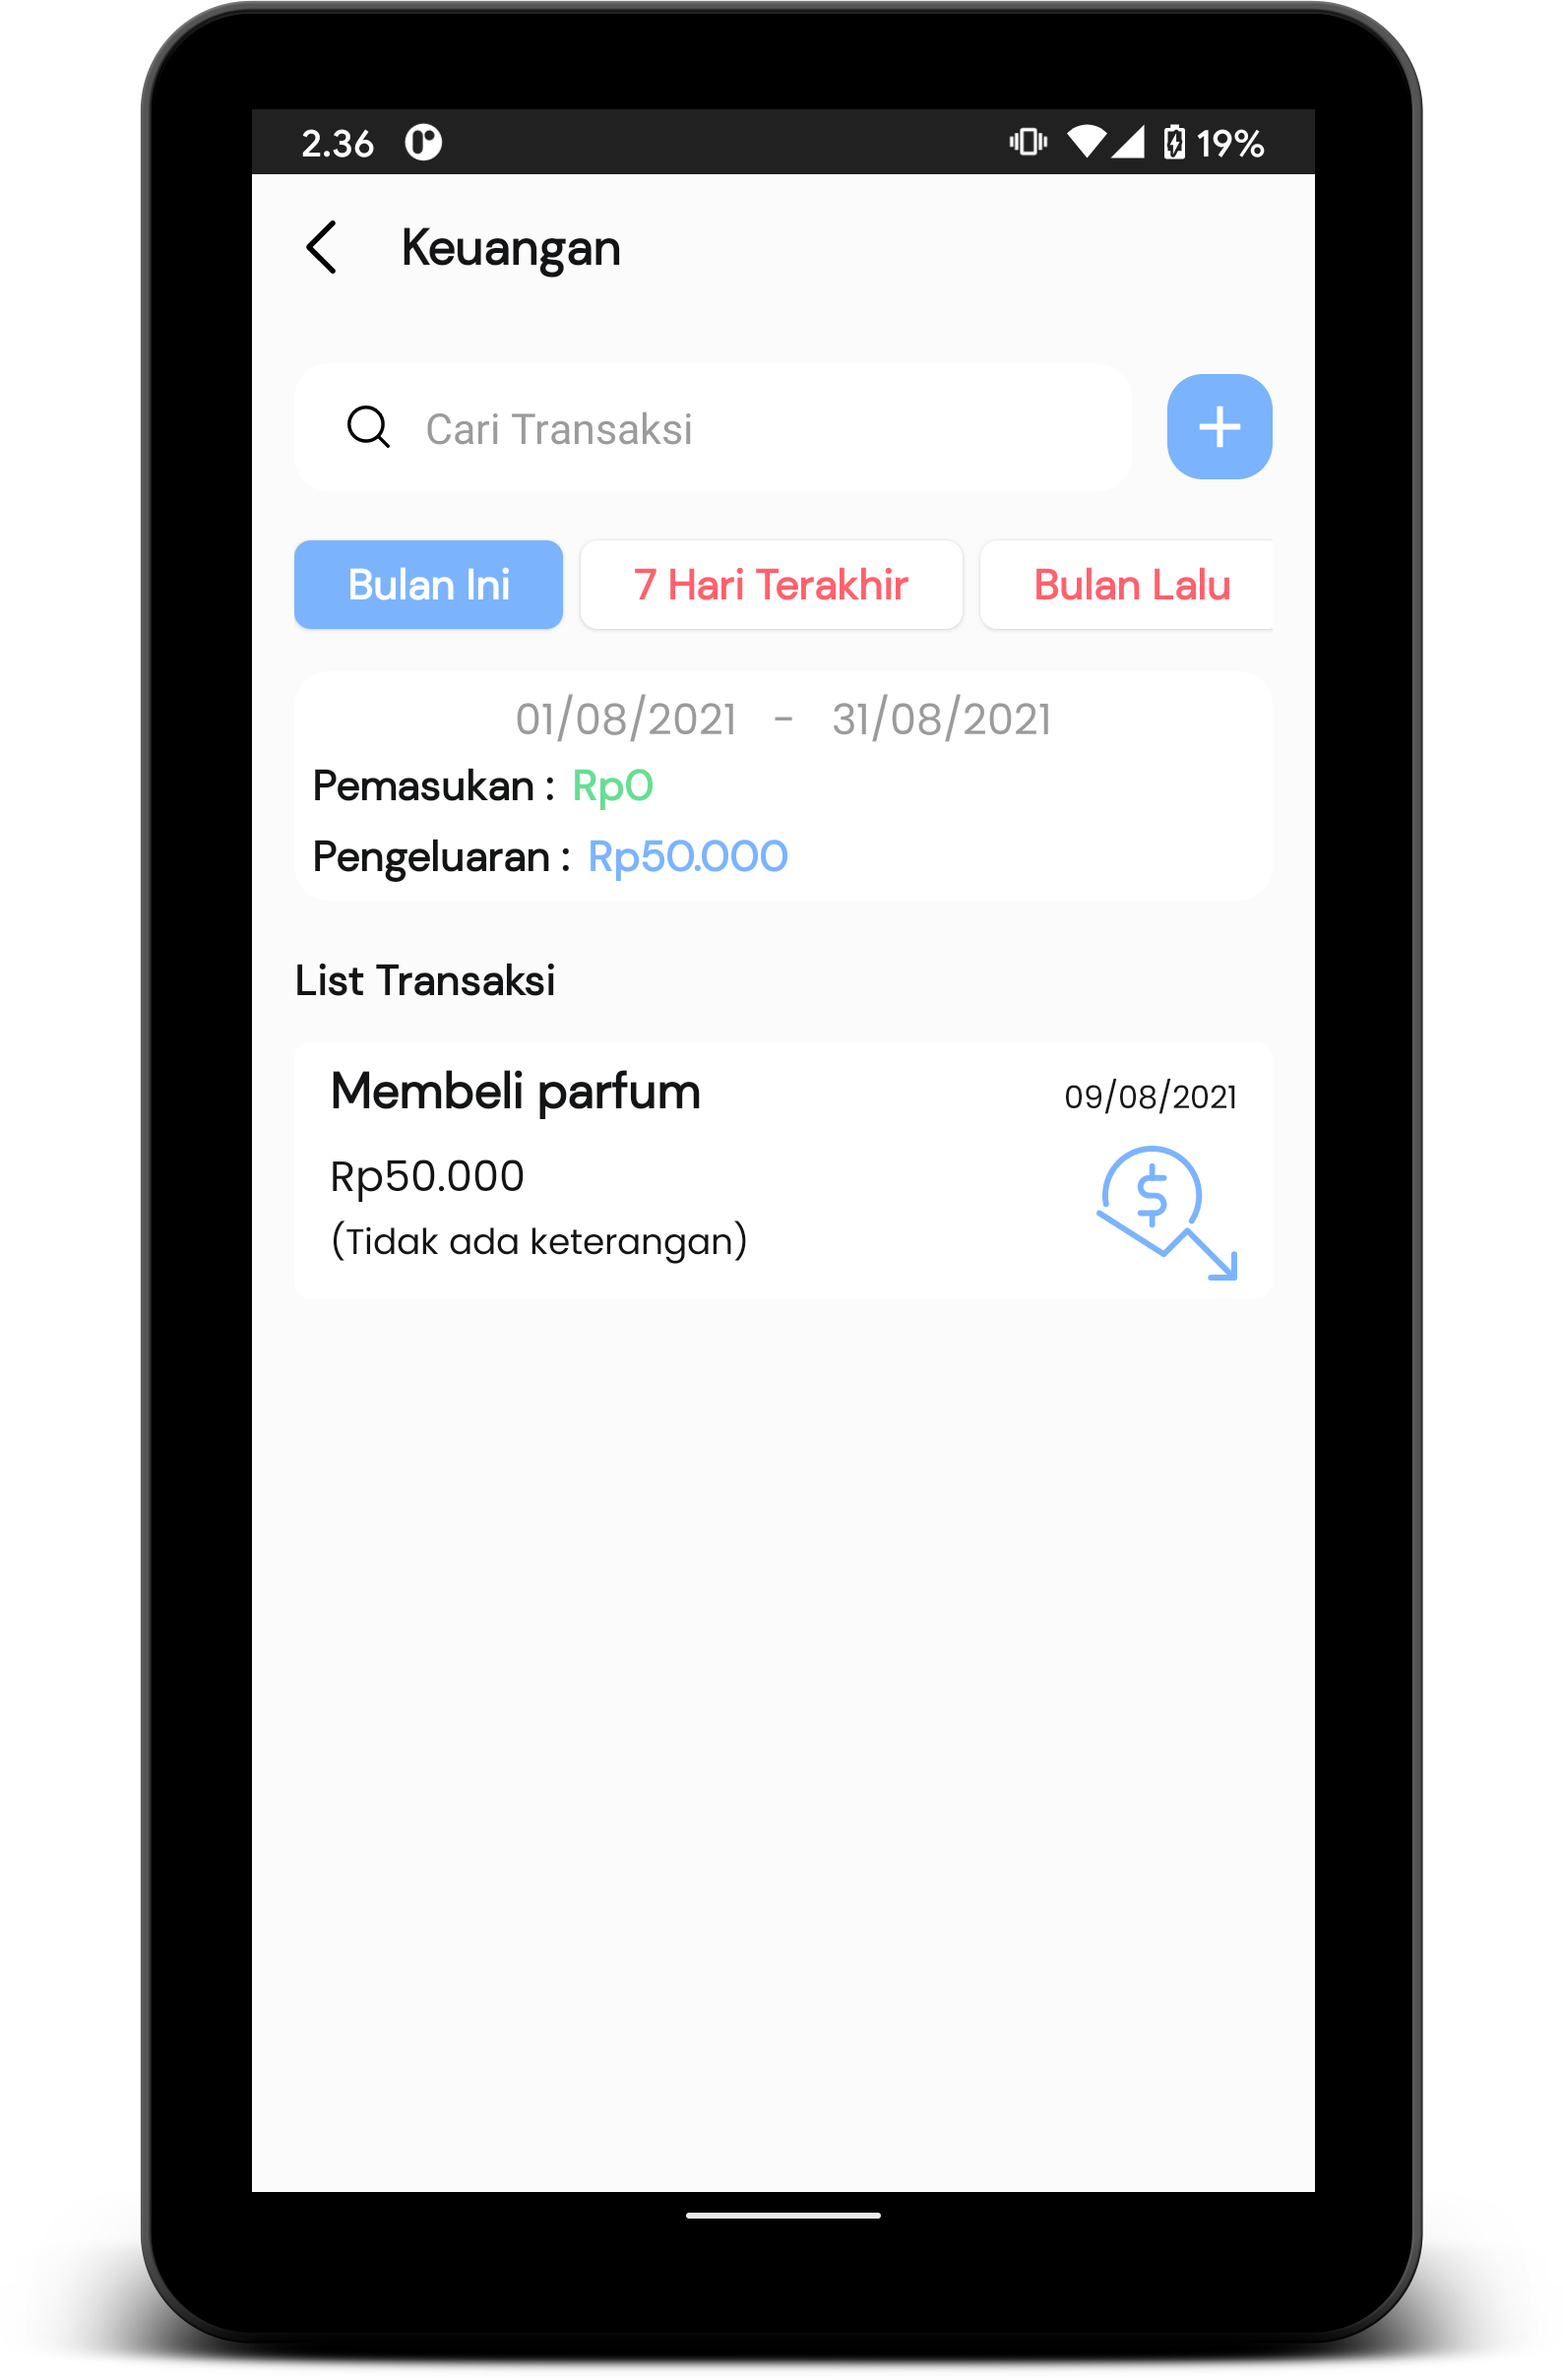 2.36 19%
Keuangan
Cari Transaksi
Bulan Ini 7 Hari Terakhir Bulan Lalu
01/08/2021 - 31/08/2021
Pemasukan : Rp0
Pengeluaran : Rp50.000
List Transaksi
Membeli parfum 09/08/2021
Rp50.000
(Tidak ada keterangan)